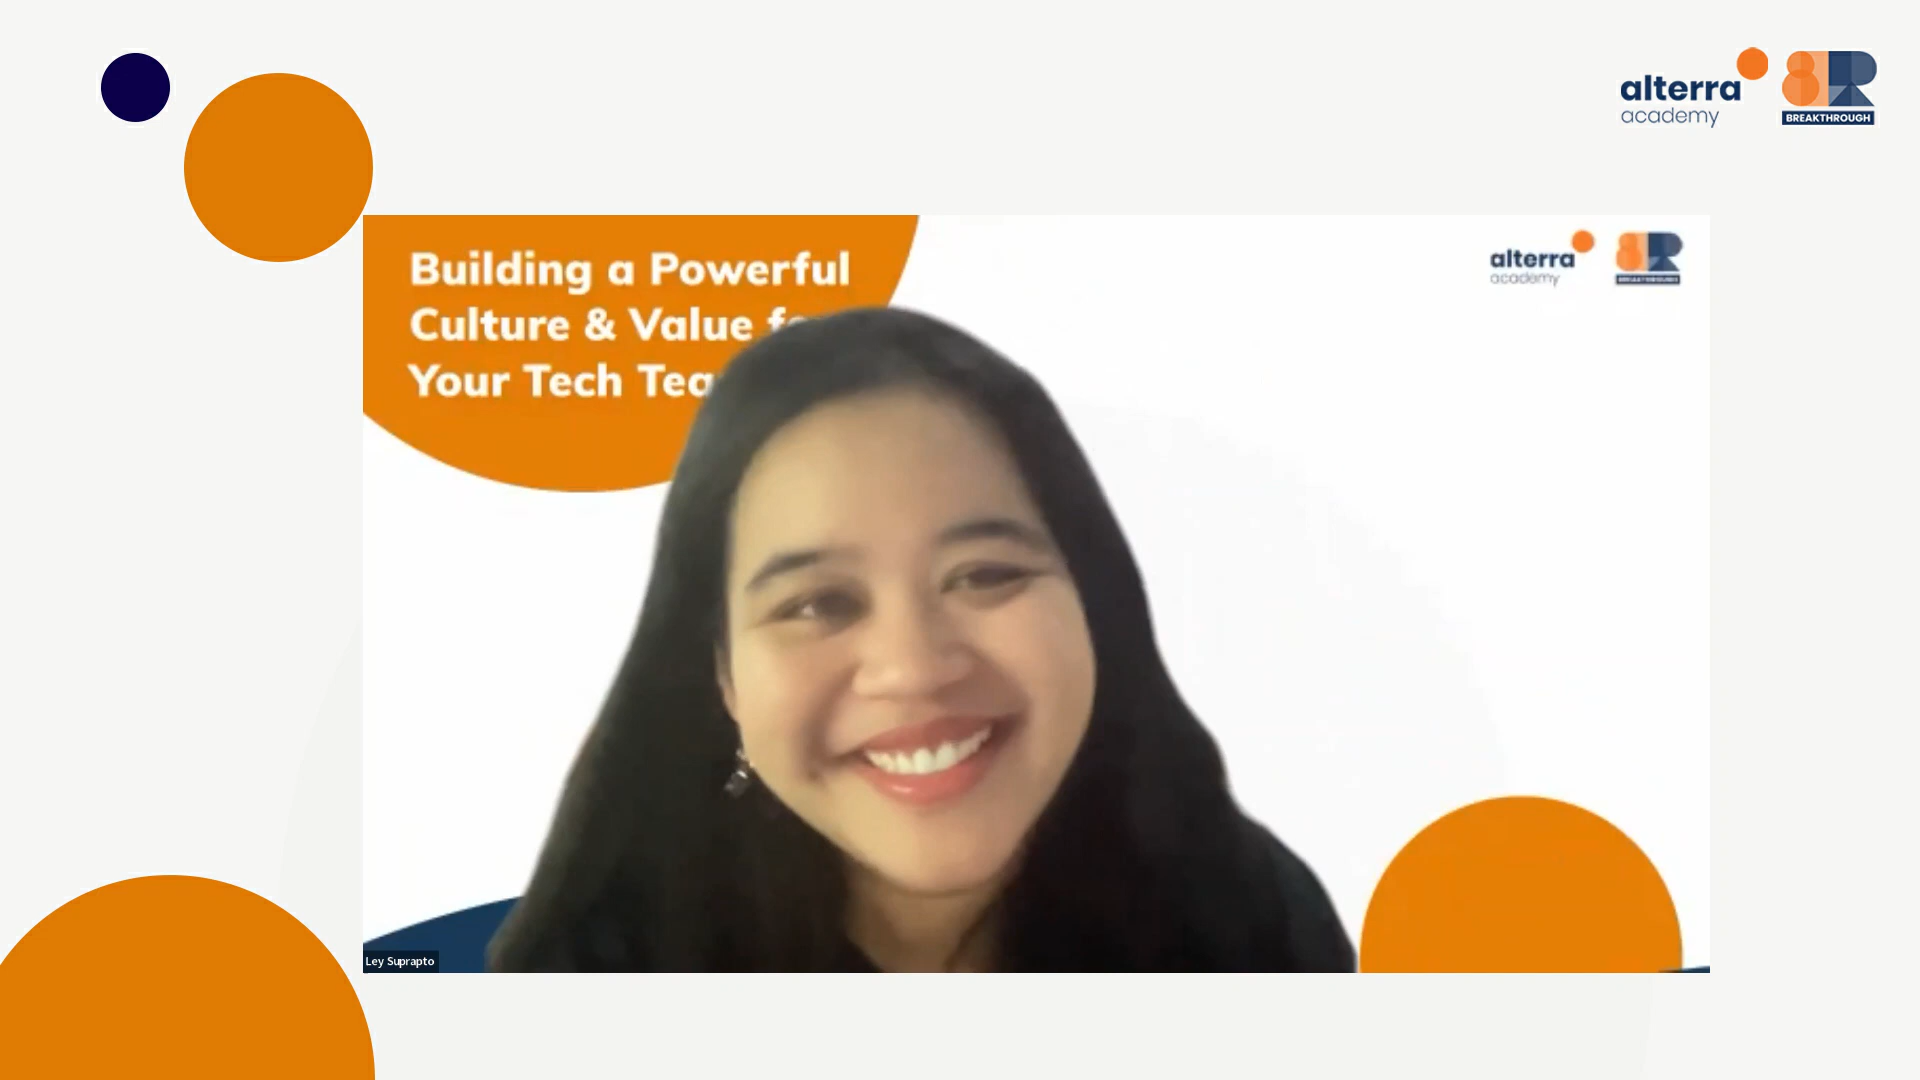 alterra
academy
BREAKTHROUGH
Building a Powerful
Culture & Value
Your Tech
alterra
academy
Ley Suprapto